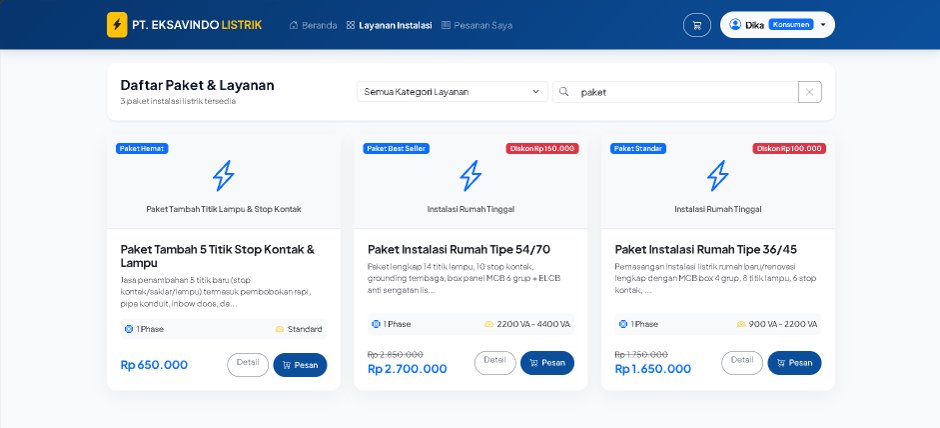 PT. EKSAVINDO LISTRIK
Beranda
Layanan Instalasi
Pesanan Saya
Dika
Konsumen
Daftar Paket & Layanan
3 paket instalasi listrik tersedia
Semua Kategori Layanan
paket
Paket Hemat
Paket Tambah Titik Lampu & Stop Kontak
Paket Tambah 5 Titik Stop Kontak &
Lampu
Jasa penambahan 5 titik baru (stop
kontak/saklar/lampu) termasuk pembobokan rapi,
pipa konduit, inbow doos, da...
1 Phase
Standard
Rp 650.000
Detail
Pesan
Paket Best Seller
Diskon Rp 150.000
Instalasi Rumah Tinggal
Paket Instalasi Rumah Tipe 54/70
Paket lengkap 14 titik lampu, 10 stop kontak,
grounding tembaga, box panel MCB 6 grup + ELCB
anti sengatan lis...
1 Phase
2200 VA - 4400 VA
Rp 2.850.000
Rp 2.700.000
Detail
Pesan
Paket Standar
Diskon Rp 100.000
Instalasi Rumah Tinggal
Paket Instalasi Rumah Tipe 36/45
Pemasangan instalasi listrik rumah baru/renovasi
lengkap dengan MCB box 4 grup, 8 titik lampu, 6 stop
kontak, ...
1 Phase
900 VA - 2200 VA
Rp 1.750.000
Rp 1.650.000
Detail
Pesan